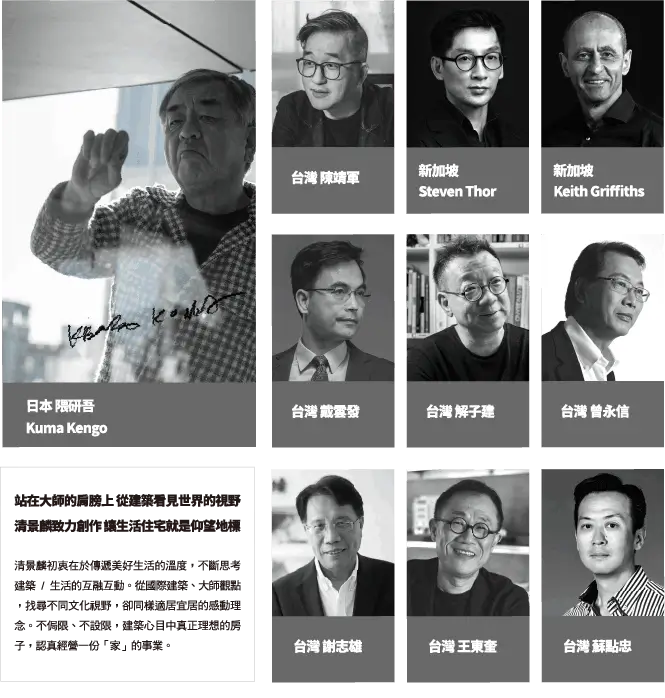 Kengo Kuma
日本 隈研吾
Kuma Kengo
台灣 陳靖軍
新加坡
Steven Thor
新加坡
Keith Griffiths
台灣 戴雲發
台灣 解子建
台灣 曾永信
站在大師的肩膀上 從建築看見世界的視野
清景麟致力創作 讓生活住宅就是仰望地標
清景麟初衷在於傳遞美好生活的溫度，不斷思考
建築 / 生活的互融互動。從國際建築、大師觀點
，找尋不同文化視野，卻同樣適居宜居的感動理
念。不侷限、不設限，建築心目中真正理想的房
子，認真經營一份「家」的事業。
台灣 謝志雄
台灣 王東奎
台灣 蘇點忠